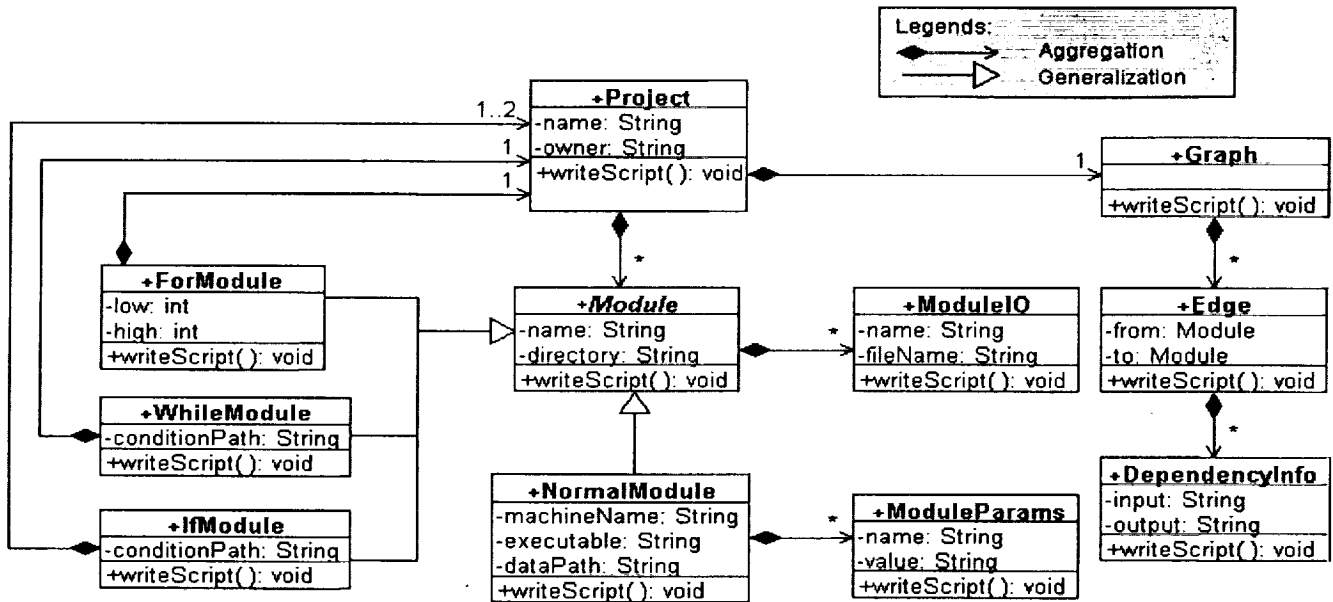 Legends:
Aggregation
Generalization
+Project
-name: String
-owner: String
+writeScript(): void
1..2
1
1
1
*
+Graph
+writeScript(): void
*
+ForModule
-low: int
-high: int
+writeScript(): void
+Module
-name: String
-directory: String
+writeScript(): void
*
+ModuleIO
-name: String
-fileName: String
+writeScript(): void
+Edge
-from: Module
-to: Module
+writeScript(): void
*
+WhileModule
-conditionPath: String
+writeScript(): void
+IfModule
-conditionPath: String
+writeScript(): void
+NormalModule
-machineName: String
-executable: String
-dataPath: String
+writeScript(): void
*
+ModuleParams
-name: String
-value: String
+writeScript(): void
+DependencyInfo
-input: String
-output: String
+writeScript(): void